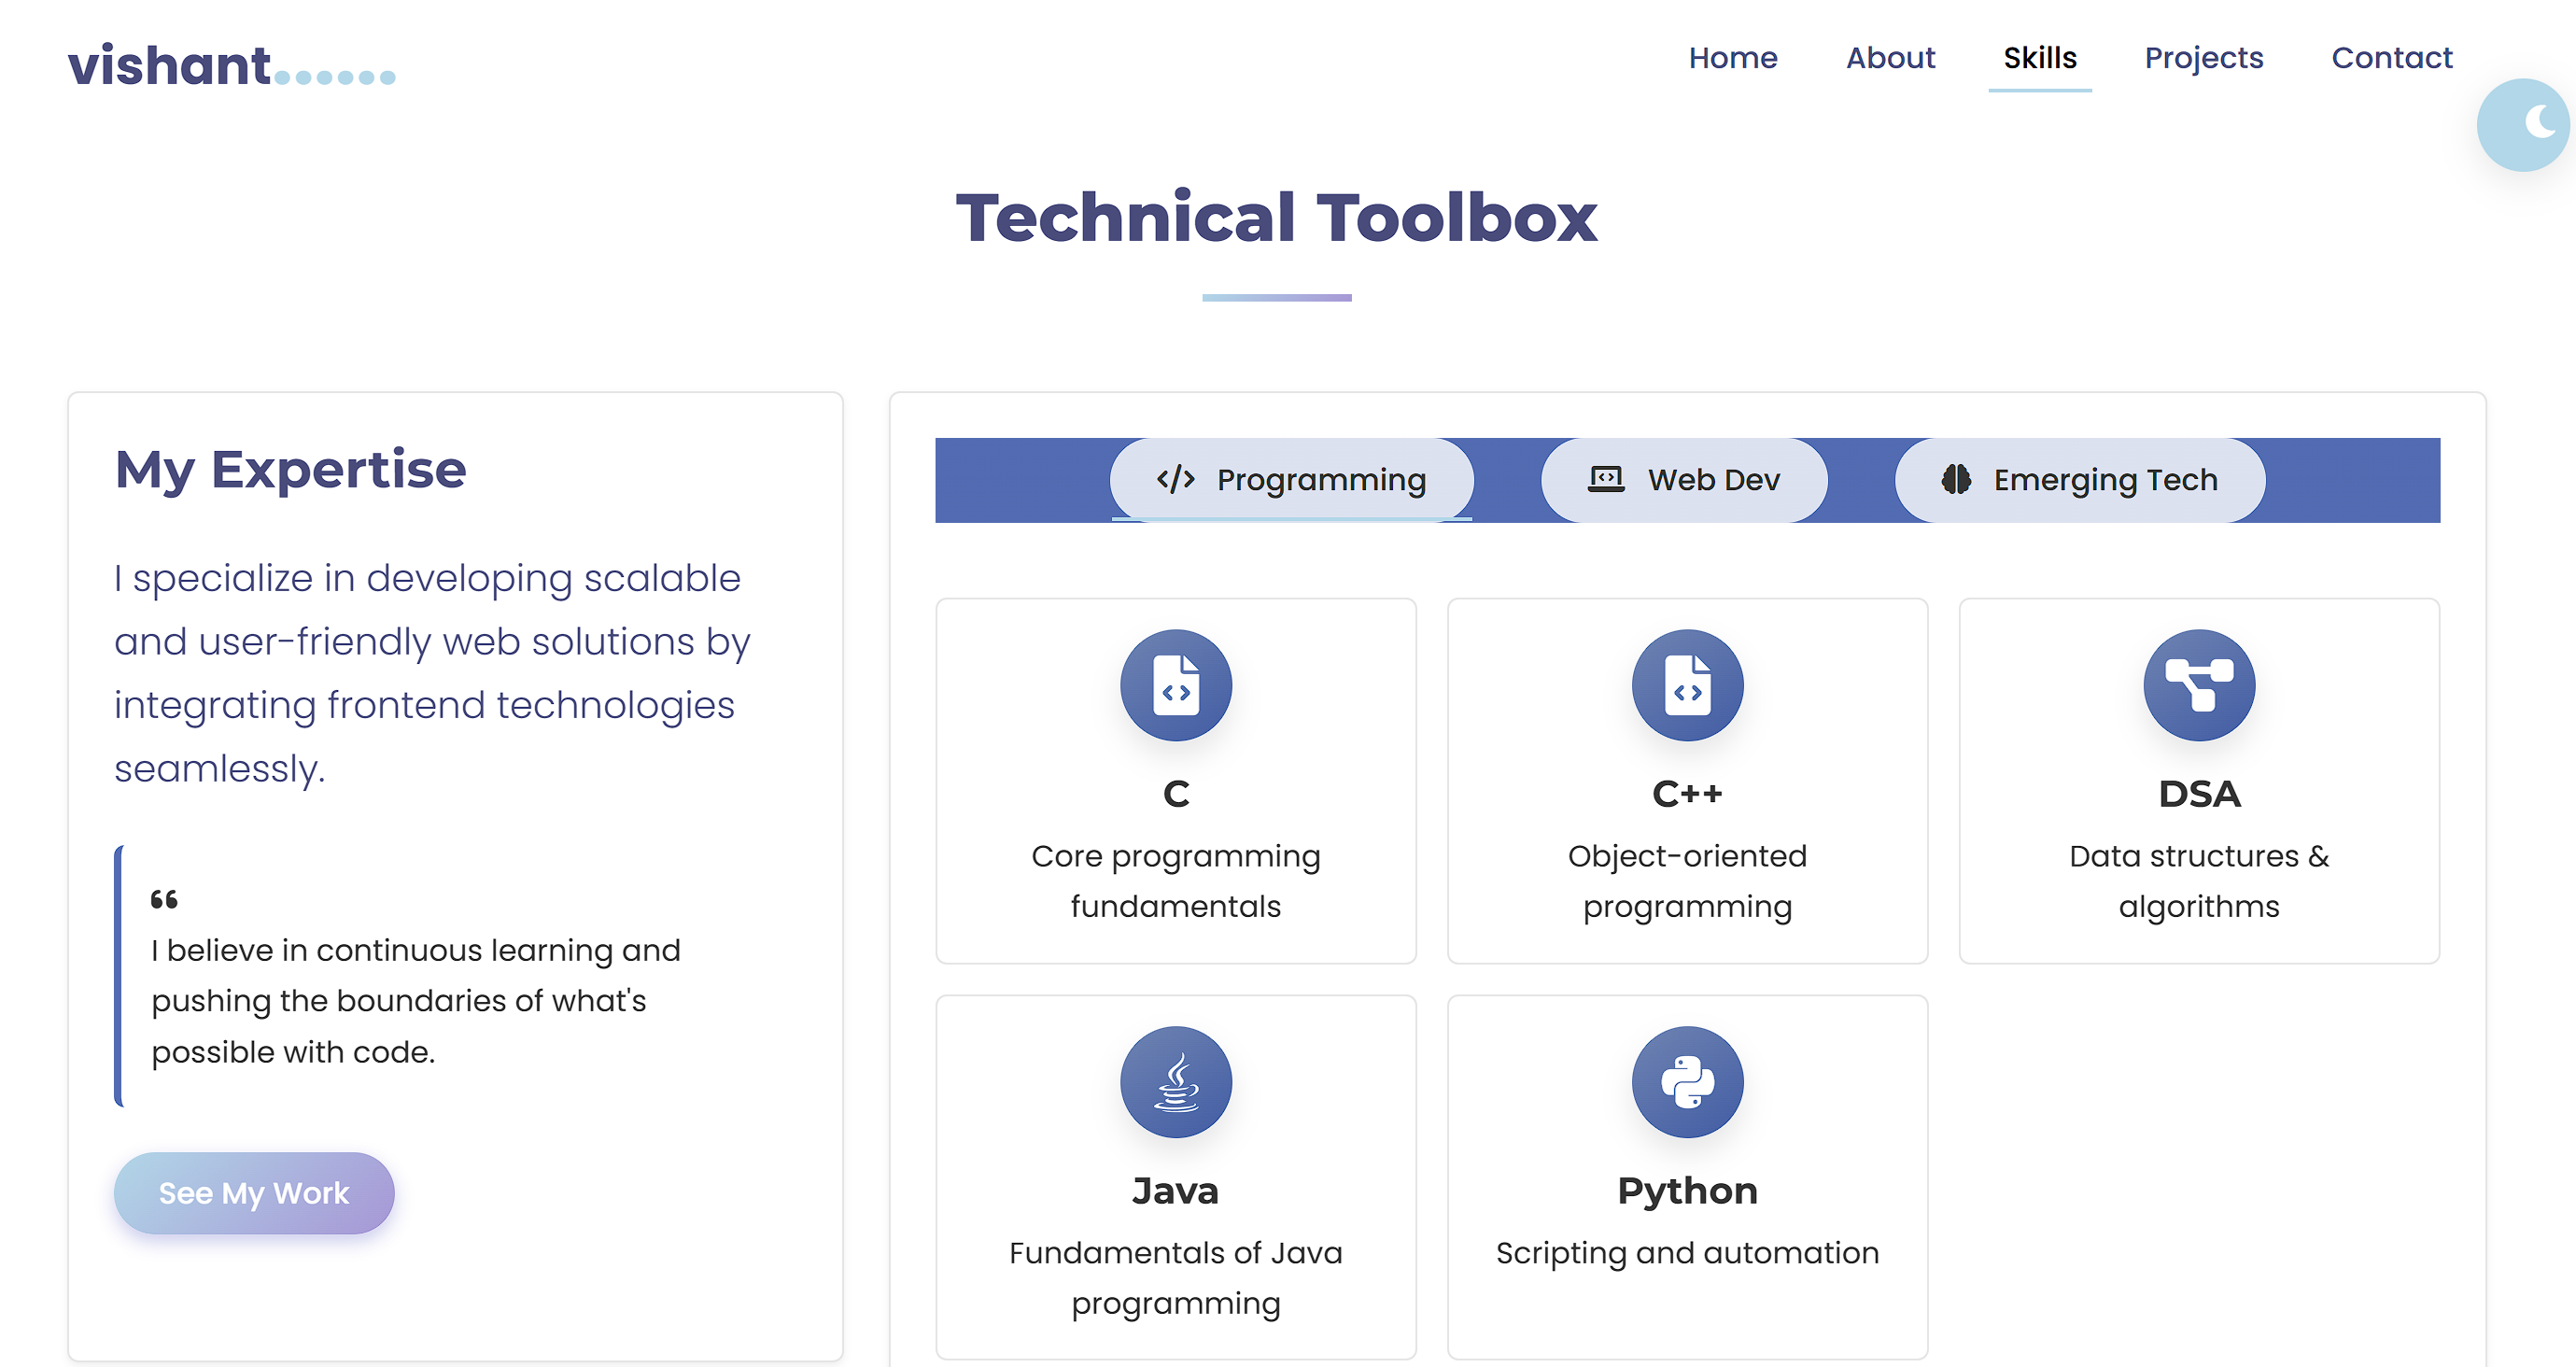 vishant......
Home About Skills Projects Contact
Technical Toolbox
My Expertise
I specialize in developing scalable
and user-friendly web solutions by
integrating frontend technologies
seamlessly.
“
I believe in continuous learning and
pushing the boundaries of what's
possible with code.
See My Work
</> Programming Web Dev Emerging Tech
C
Core programming
fundamentals
C++
Object-oriented
programming
DSA
Data structures &
algorithms
Java
Fundamentals of Java
programming
Python
Scripting and automation